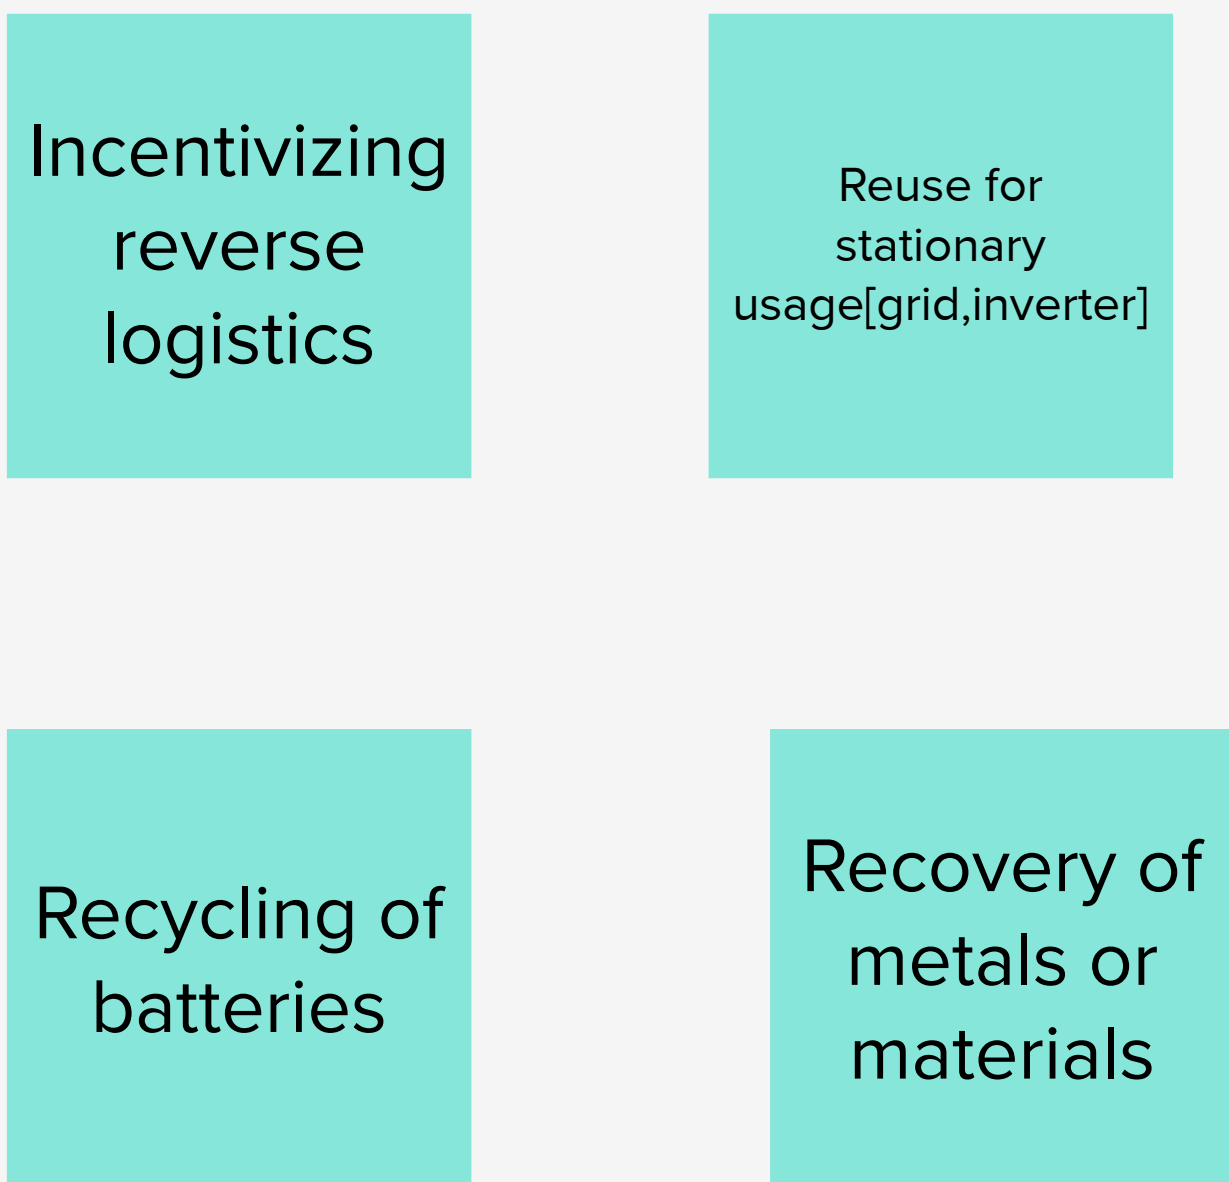 Incentivizing
reverse
logistics
Reuse for
stationary
usage[grid,inverter]
Recycling of
batteries
Recovery of
metals or
materials